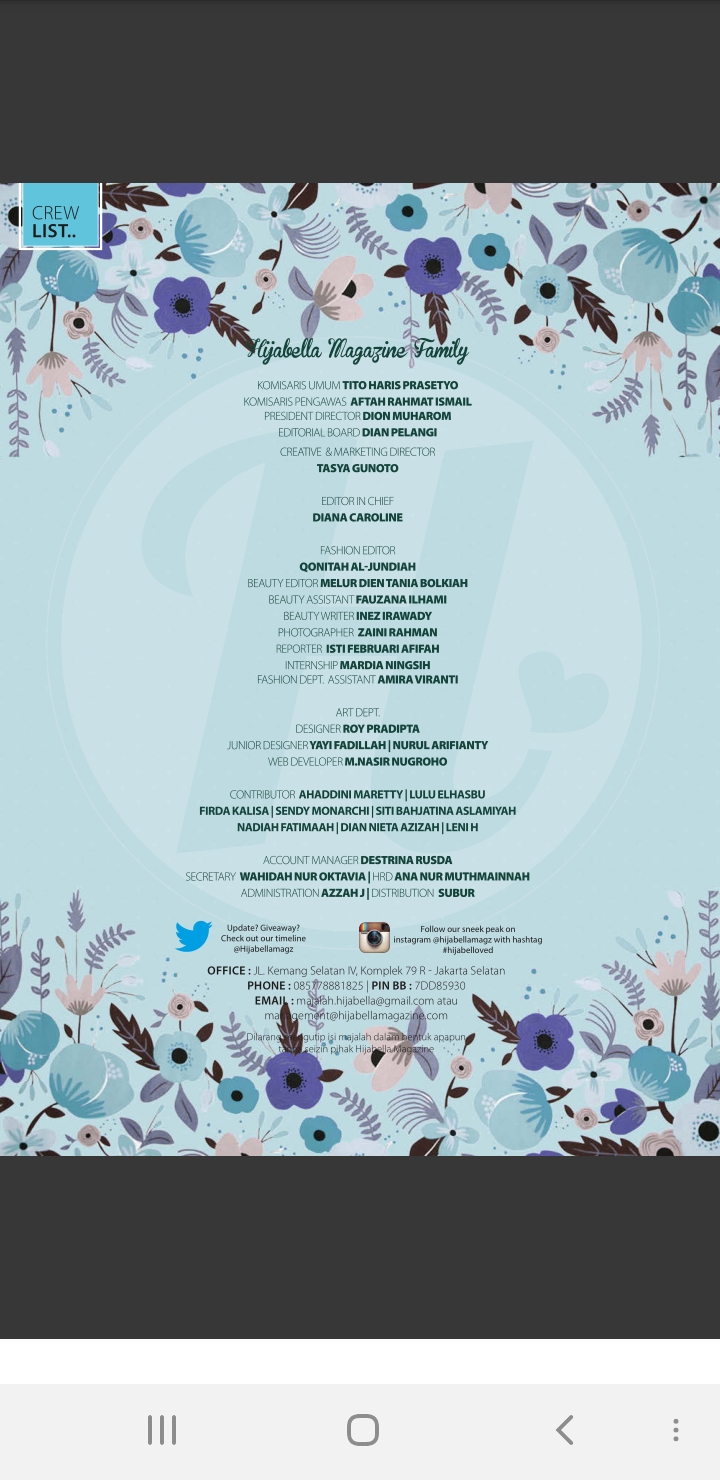 CREW
LIST..
Hijabella Magazine Family
KOMISARIS UMUM TITO HARIS PRASETYO
KOMISARIS PENGAWAS AFTAH RAHMAT ISMAIL
PRESIDENT DIRECTOR DION MUHAROM
EDITORIAL BOARD DIAN PELANGI
CREATIVE & MARKETING DIRECTOR
TASYA GUNOTO
EDITOR IN CHIEF
DIANA CAROLINE
FASHION EDITOR
QONITAH AL-JUNDIAH
BEAUTY EDITOR MELUR DIEN TANIA BOLKIAH
BEAUTY ASSISTANT FAUZANA ILHAMI
BEAUTY WRITER INEZ IRAWADY
PHOTOGRAPHER ZAINI RAHMAN
REPORTER ISTI FEBRUARI AFIFAH
INTERNSHIP MARDIA NINGSIH
FASHION DEPT. ASSISTANT AMIRA VIRANTI
ART DEPT.
DESIGNER ROY PRADIPTA
JUNIOR DESIGNER YAYI FADILLAH | NURUL ARIFIANTY
WEB DEVELOPER M.NASIR NUGROHO
CONTRIBUTOR AHADDINI MARETTY | LULU ELHASBU
FIRDA KALISA | SENDY MONARCHI | SITI BAHJATINA ASLAMIYAH
NADIAH FATIMAAH | DIAN NIETA AZIZAH | LENI H
ACCOUNT MANAGER DESTRINA RUSDA
SECRETARY WAHIDAH NUR OKTAVIA | HRD ANA NUR MUTHMAINNAH
ADMINISTRATION AZZAH J | DISTRIBUTION SUBUR
Update? Giveaway?
Check out our timeline
@Hijabellamagz
Follow our sneek peak on
instagram @hijabellamagz with hashtag
#hijabelloved
OFFICE : JL. Kemang Selatan IV, Komplek 79 R - Jakarta Selatan
PHONE : 085778881825 | PIN BB : 7DD85930
EMAIL : majalah.hijabella@gmail.com atau
management@hijabellamagazine.com
Dilarang mengutip isi majalah dalam bentuk apapun
tanpa seizin pihak Hijabella Magazine